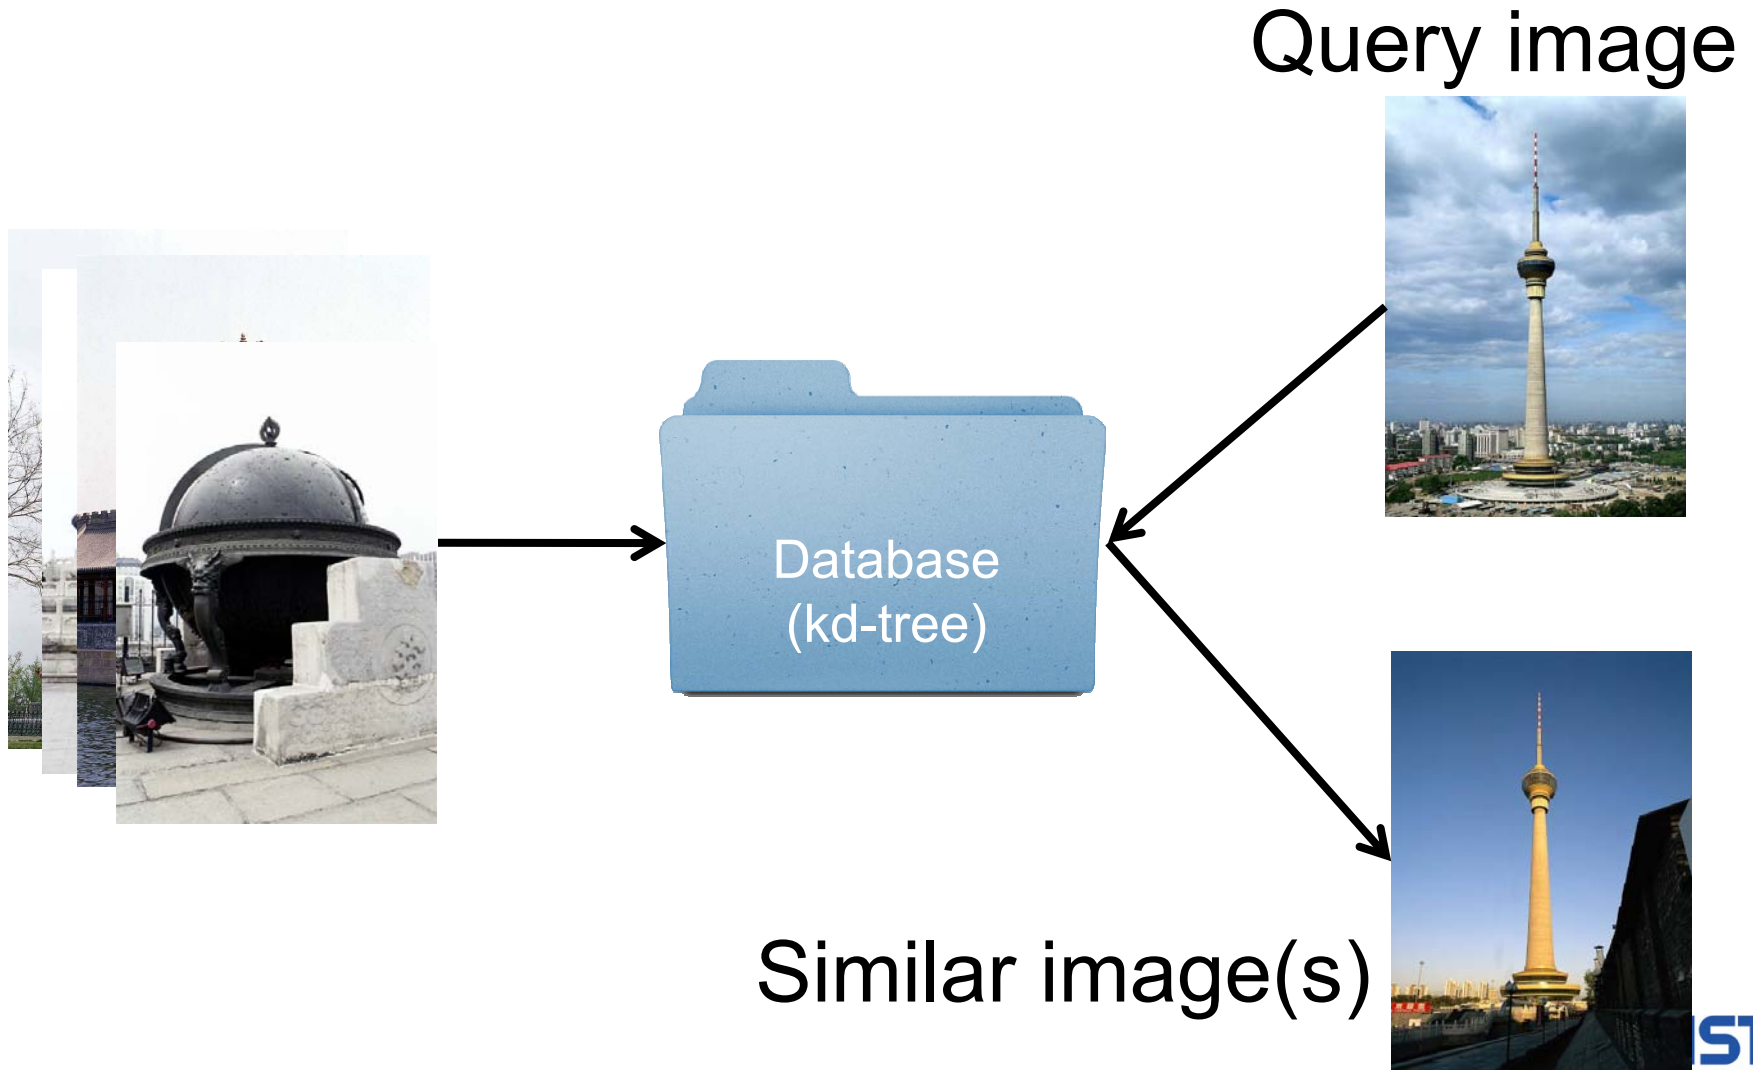 Query image
Database
(kd-tree)
Similar image(s)